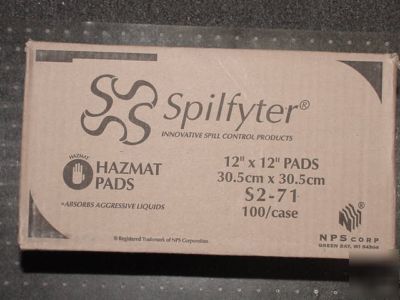 Spilfyter®
INNOVATIVE SPILL CONTROL PRODUCTS
HAZMAT
HAZMAT
PADS
•ABSORBS AGGRESSIVE LIQUIDS
12" x 12" PADS
30.5cm x 30.5cm
S2-71
100/case
NPS CORP
GREEN BAY, WI 54306
® Registered Trademark of NPS Corporation.